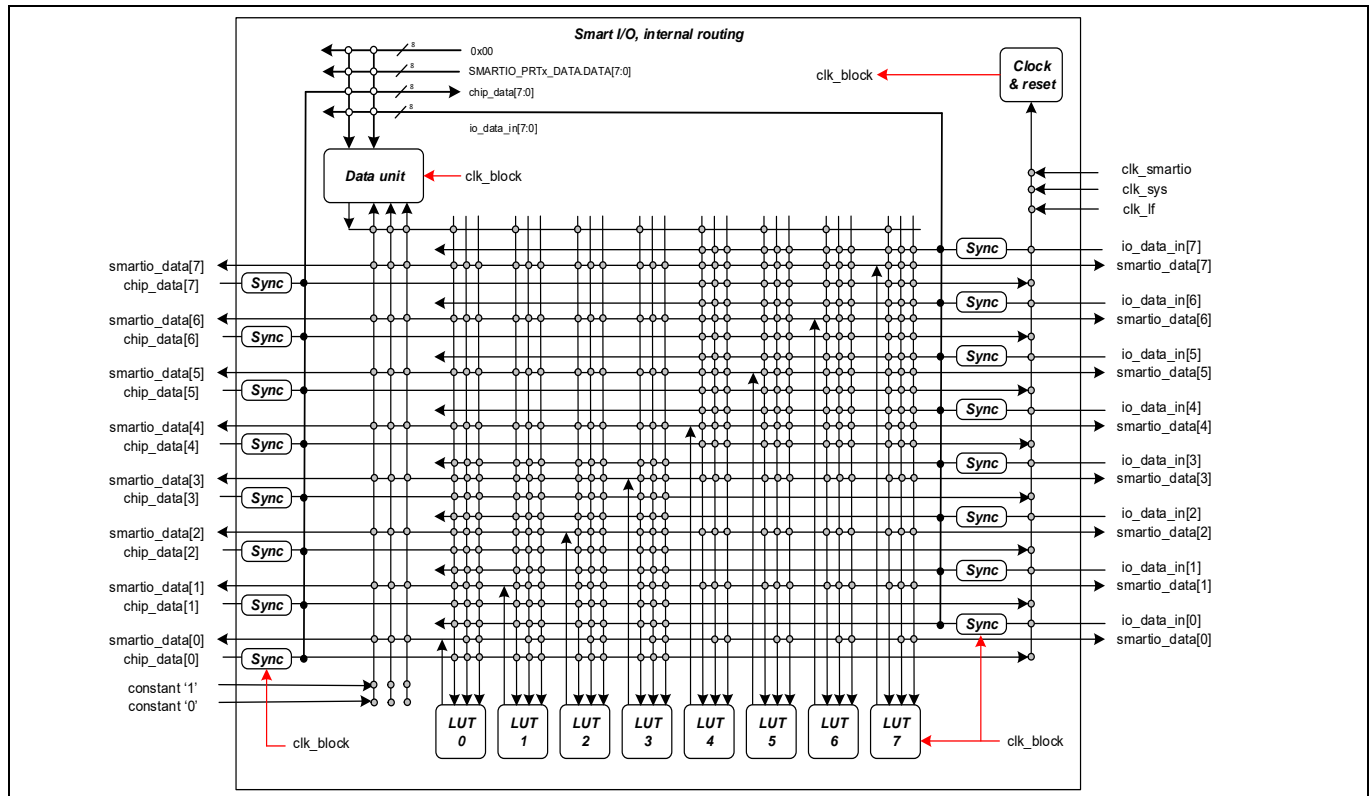 Smart I/O, internal routing
8 0x00
8 SMARTIO_PRTx_DATA.DATA[7:0]
8 chip_data[7:0]
8
io_data_in[7:0]
clk_block
Clock
& reset
Data unit
clk_block
clk_smartio
clk_sys
clk_lf
Sync io_data_in[7]
smartio_data[7] smartio_data[7]
chip_data[7] Sync
Sync io_data_in[6]
smartio_data[6] smartio_data[6]
chip_data[6] Sync
Sync io_data_in[5]
smartio_data[5] smartio_data[5]
chip_data[5] Sync
Sync io_data_in[4]
smartio_data[4] smartio_data[4]
chip_data[4] Sync
Sync io_data_in[3]
smartio_data[3] smartio_data[3]
chip_data[3] Sync
Sync io_data_in[2]
smartio_data[2] smartio_data[2]
chip_data[2] Sync
Sync io_data_in[1]
smartio_data[1] smartio_data[1]
chip_data[1] Sync
Sync io_data_in[0]
smartio_data[0] smartio_data[0]
chip_data[0] Sync
constant ‘1’
constant ‘0’
LUT LUT LUT LUT LUT LUT LUT LUT
0 1 2 3 4 5 6 7
clk_block clk_block